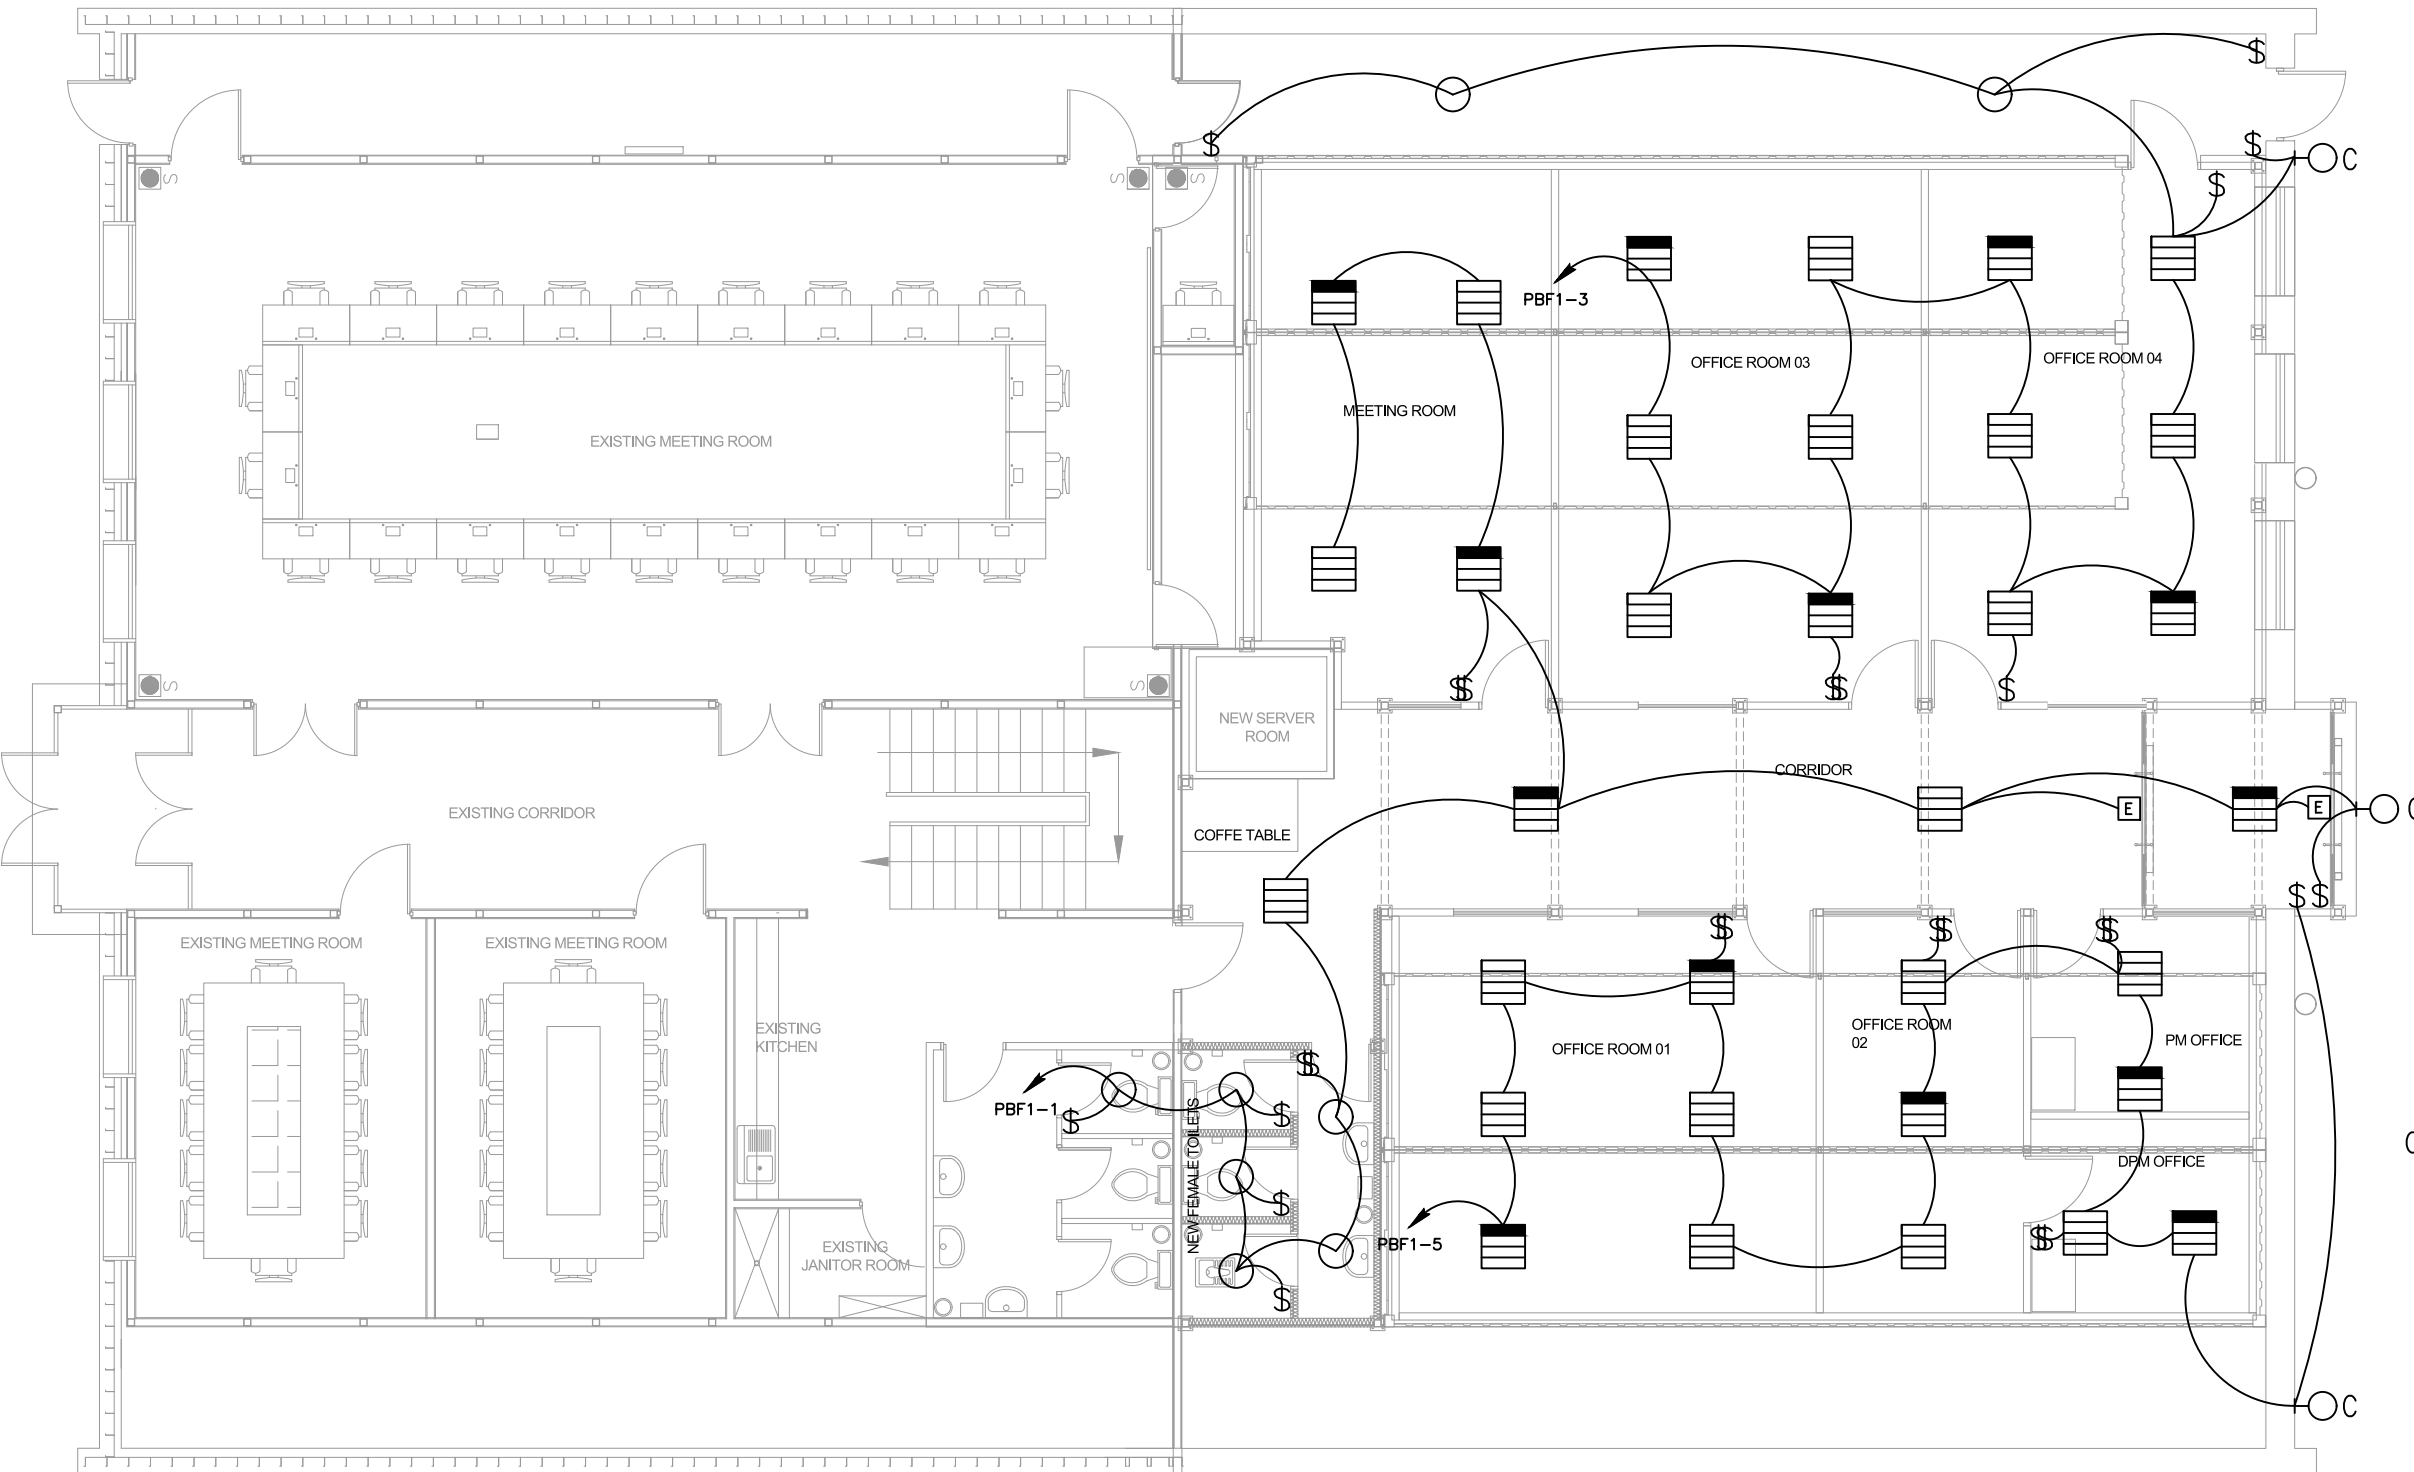 $
$
$
C
S
S
S
$
PBF1-3
OFFICE ROOM 04
OFFICE ROOM 03
MEETING ROOM
EXISTING MEETING ROOM
S
S
$$
$$
$
NEW SERVER
ROOM
CORRIDOR
EXISTING CORRIDOR
E
E
C
COFFE TABLE
$
$
$$
$$
$$
EXISTING MEETING ROOM
EXISTING MEETING ROOM
EXISTING
KITCHEN
OFFICE ROOM
02
PM OFFICE
OFFICE ROOM 01
$$
PBF1-1
$
$
C
NEW FEMALE TOILETS
DPM OFFICE
$
PBF1-5
$$
EXISTING
JANITOR ROOM
$
C